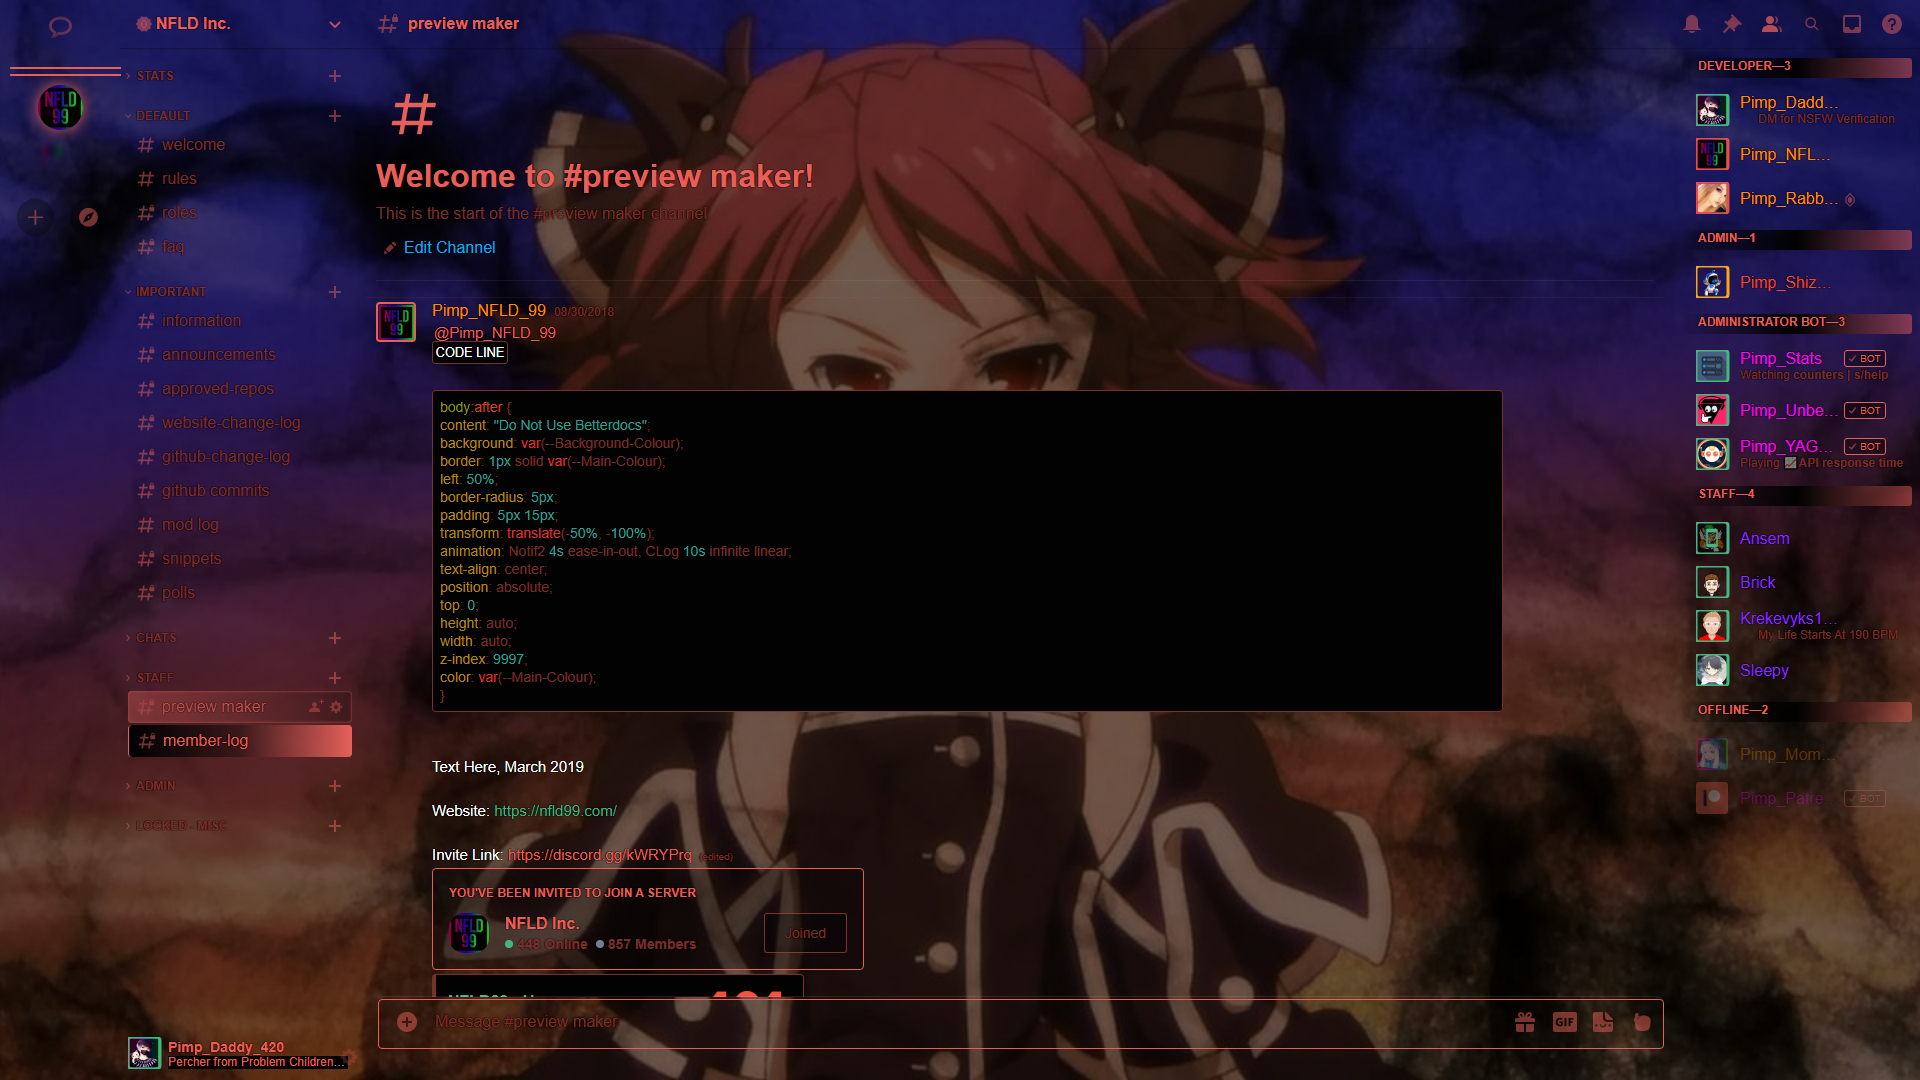 NFLD Inc.
preview maker
STATS
DEFAULT
welcome
rules
roles
faq
IMPORTANT
information
announcements
approved-repos
website-change-log
github-change-log
github commits
mod log
snippets
polls
CHATS
STAFF
preview maker
member-log
ADMIN
LOCKED - MISC
NFLD
99
Pimp_Daddy_420
Percher from Problem Children...
Welcome to #preview maker!
This is the start of the #preview maker channel.
Edit Channel
NFLD
99
Pimp_NFLD_99 08/30/2018
@Pimp_NFLD_99
CODE LINE
body:after {
content: "Do Not Use Betterdocs";
background: var(--Background-Colour);
border: 1px solid var(--Main-Colour);
left: 50%;
border-radius: 5px;
padding: 5px 15px;
transform: translate(-50%, -100%);
animation: Notif2 4s ease-in-out, CLog 10s infinite linear;
text-align: center;
position: absolute;
top: 0;
height: auto;
width: auto;
z-index: 9997;
color: var(--Main-Colour);
}
Text Here, March 2019
Website: https://nfld99.com/
Invite Link: https://discord.gg/kWRYPrq (edited)
YOU'VE BEEN INVITED TO JOIN A SERVER
NFLD
99
NFLD Inc.
448 Online 857 Members
Joined
Message #preview maker
GIF
DEVELOPER—3
Pimp_Dadd...
DM for NSFW Verification
NFLD
99
Pimp_NFL...
Pimp_Rabb...
ADMIN—1
Pimp_Shiz...
ADMINISTRATOR BOT—3
Pimp_Stats ✓ BOT
Watching counters | s/help
Pimp_Unbe... ✓ BOT
Pimp_YAG... ✓ BOT
Playing API response time
STAFF—4
Ansem
Brick
Krekevyks1...
My Life Starts At 190 BPM
Sleepy
OFFLINE—2
Pimp_Mom...
Pimp_Patre... ✓ BOT